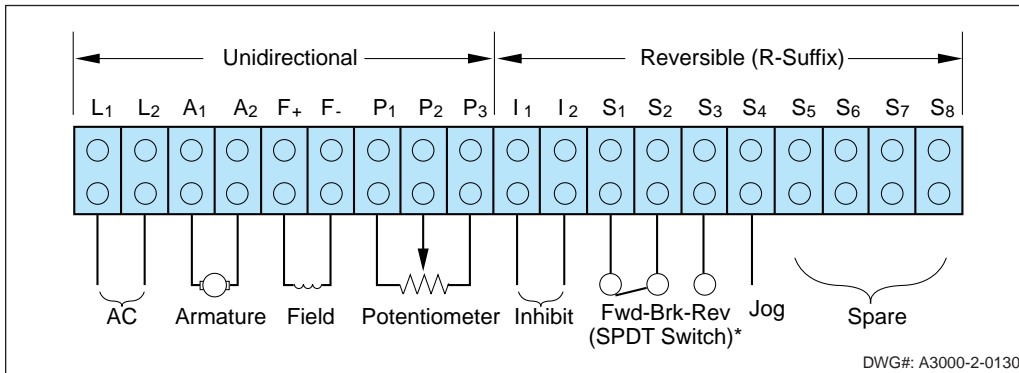 Unidirectional Reversible (R-Suffix)
L1 L2 A1 A2 F+ F- P1 P2 P3 I1 I2 S1 S2 S3 S4 S5 S6 S7 S8
AC Armature Field Potentiometer Inhibit Fwd-Brk-Rev Jog Spare
(SPDT Switch)*
DWG#: A3000-2-0130